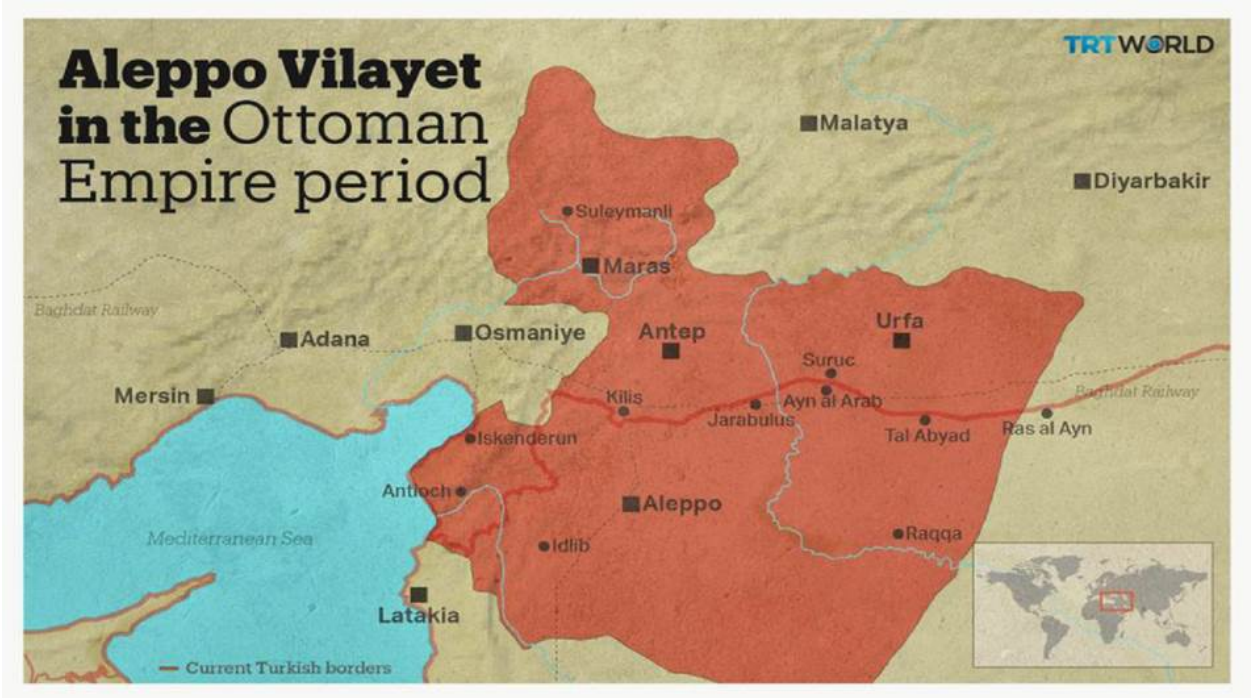 Aleppo Vilayet
in the Ottoman
Empire period
TRT WORLD
Malatya
Diyarbakir
Suleymanli
Maras
Baghdat Railway
Adana
Osmaniye
Antep
Urfa
Suruc
Mersin
Kilis
Ayn al Arab
Baghdat Railway
Jarabulus
Tal Abyad
Ras al Ayn
Iskenderun
Antioch
Aleppo
Mediterranean Sea
Idlib
Raqqa
Latakia
Current Turkish borders